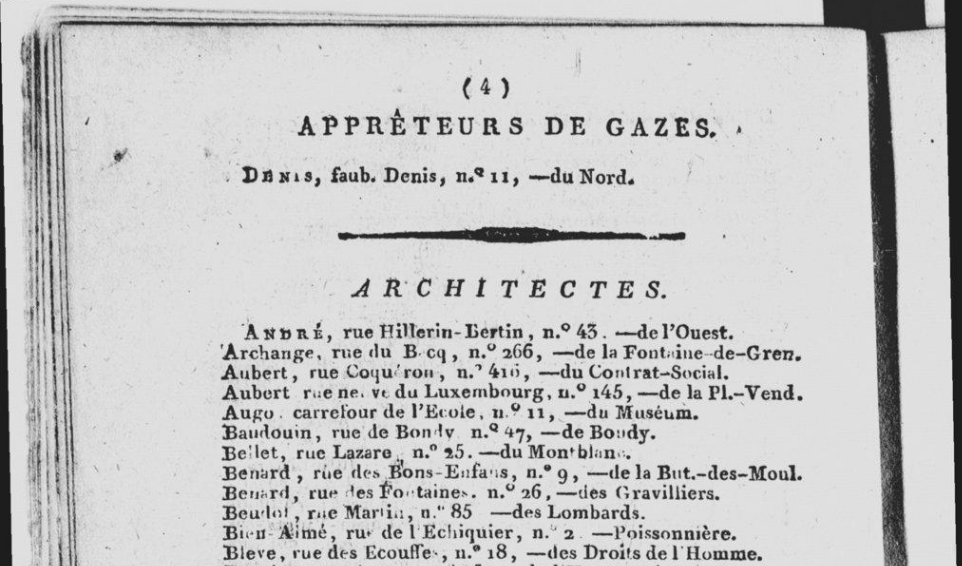 (4)
APPRÊTEURS DE GAZES.
DENIS, faub. Denis, n.º 11, —du Nord.
ARCHITECTES.
ANDRÉ, rue Hillerin-Bertin, n.º 43. —de l'Ouest.
Archange, rue du Bacq, n.º 266, —de la Fontaine-de-Gren.
Aubert, rue Coquéron, n.º 416, —du Contrat-Social.
Aubert rue neuve du Luxembourg, n.º 145, —de la Pl.-Vend.
Augo, carrefour de l'Ecole, n.º 11, —du Muséum.
Baudouin, rue de Bondy n.º 47, —de Bondy.
Bellet, rue Lazare, n.º 25. —du Montblanc.
Benard, rue des Bons-Enfans, n.º 9, —de la But.-des-Moul.
Benard, rue des Fontaines. n.º 26, —des Gravilliers.
Beudot, rue Martin, n.º 85 —des Lombards.
Bien-Aimé, rue de l'Echiquier, n.º 2 —Poissonnière.
Bleve, rue des Ecouffes, n.º 18, —des Droits de l'Homme.